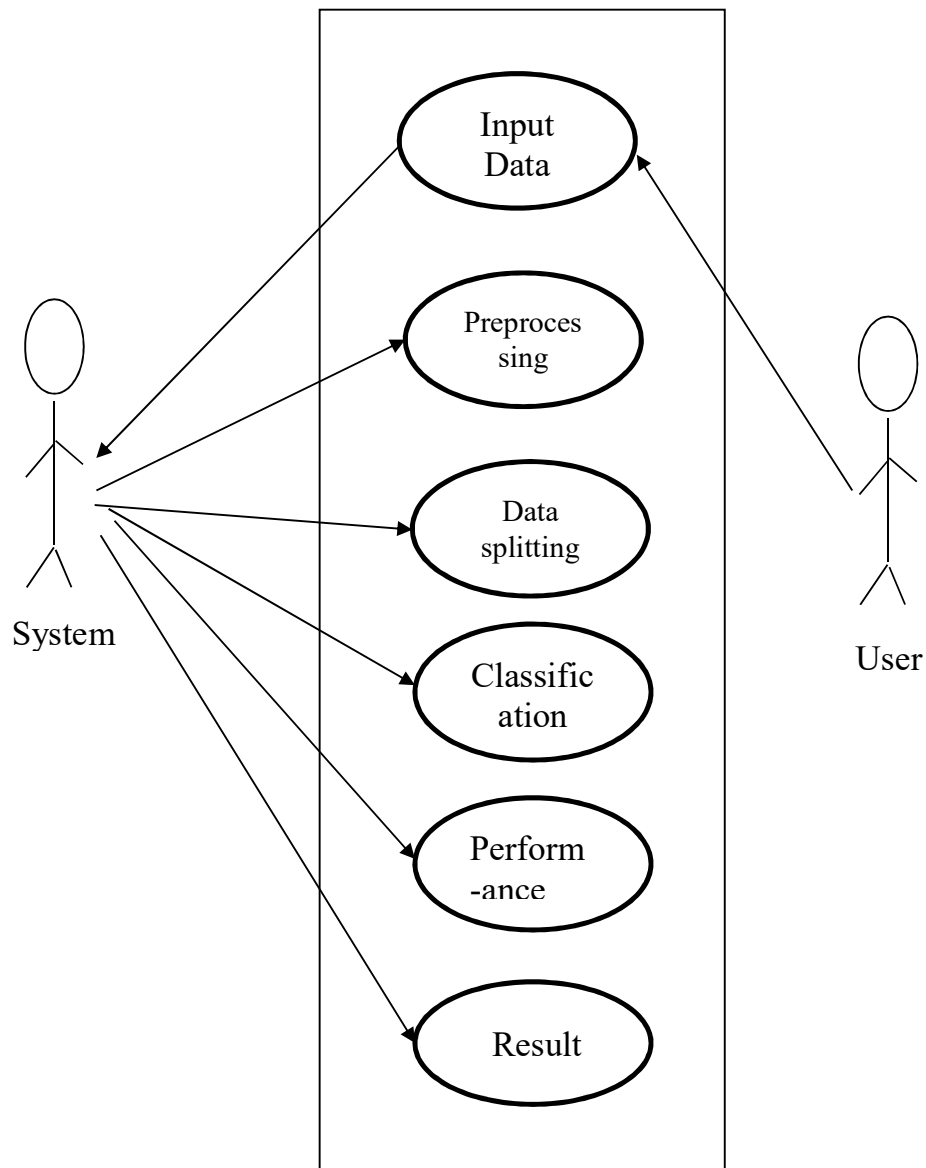 Input
Data
Preproces
sing
Data
splitting
Classific
ation
Perform
-ance
Result
System
User